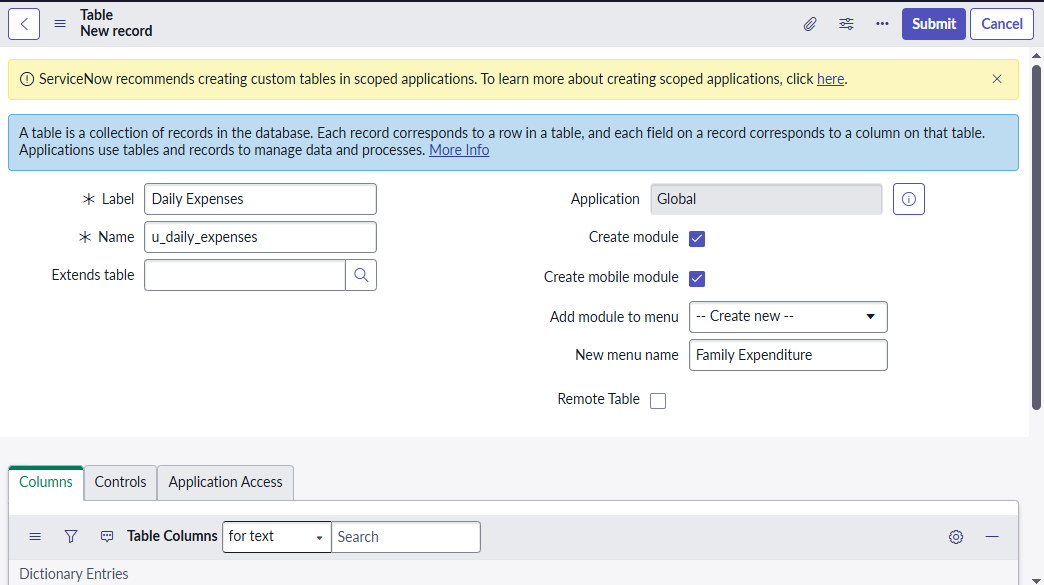 Table
New record
Submit
Cancel
ServiceNow recommends creating custom tables in scoped applications. To learn more about creating scoped applications, click here.
A table is a collection of records in the database. Each record corresponds to a row in a table, and each field on a record corresponds to a column on that table.
Applications use tables and records to manage data and processes. More Info
Label
Daily Expenses
Name
u_daily_expenses
Extends table
Application
Global
Create module
Create mobile module
Add module to menu
-- Create new --
New menu name
Family Expenditure
Remote Table
Columns
Controls
Application Access
Table Columns
for text
Search
Dictionary Entries